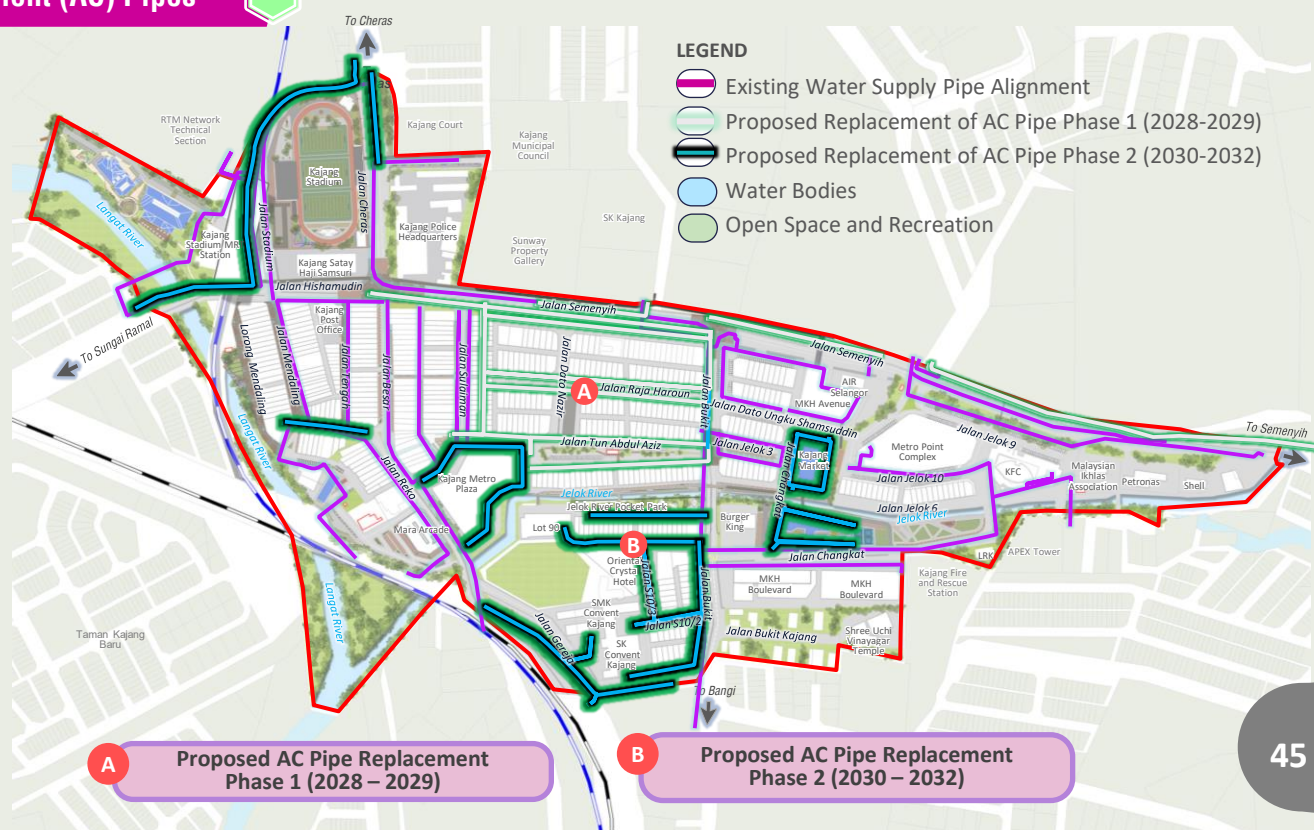 ent (AC) Pipes
To Cheras
LEGEND
Existing Water Supply Pipe Alignment
Proposed Replacement of AC Pipe Phase 1 (2028-2029)
Proposed Replacement of AC Pipe Phase 2 (2030-2032)
Water Bodies
Open Space and Recreation
RTM Network
Technical
Section
Kajang Court
Kajang
Municipal
Council
Kajang
Stadium
Jalan Cheras
Jalan Stadium
Langat River
Kajang
Stadium MR
Station
Kajang Police
Headquarters
SK Kajang
Sunway
Property
Gallery
Kajang Satay
Haji Samsuri
Jalan Hishamudin
Jalan Semenyih
Kajang
Post
Office
To Sungai Ramal
Lorong Mendaling
Jalan Mendaling
Jalan Tengah
Jalan Besar
Jalan Sulaiman
Jalan Dato Nazir
A
Jalan Raja Haroun
Jalan Bukit
Jalan Semenyih
AIR
Selangor
MKH Avenue
Jalan Dato Ungku Shamsuddin
Jalan Tun Abdul Aziz
Jalan Jelok 3
Jalan Changkat
Kajang
Market
Metro Point
Complex
Jalan Jelok 9
To Semenyih
Jalan Jelok 10
KFC
Malaysian
Ikhlas
Association
Petronas
Shell
Langat River
Jalan Reko
Kajang Metro
Plaza
Jelok River
Jelok River Pocket Park
Jalan Jelok 6
Jelok River
Mara Arcade
Lot 90
B
Burger
King
Jalan Changkat
LRK
APEX Tower
Oriental
Crystal
Hotel
Jalan S10/3
Jalan Bukit
MKH
Boulevard
MKH
Boulevard
Kajang Fire
and Rescue
Station
Langat River
SMK
Convent
Kajang
Jalan S10/2
Jalan Gereja
SK
Convent
Kajang
Jalan Bukit Kajang
Shree Uchi
Vinayagar
Temple
Taman Kajang
Baru
To Bangi
A
Proposed AC Pipe Replacement
Phase 1 (2028 – 2029)
B
Proposed AC Pipe Replacement
Phase 2 (2030 – 2032)
45